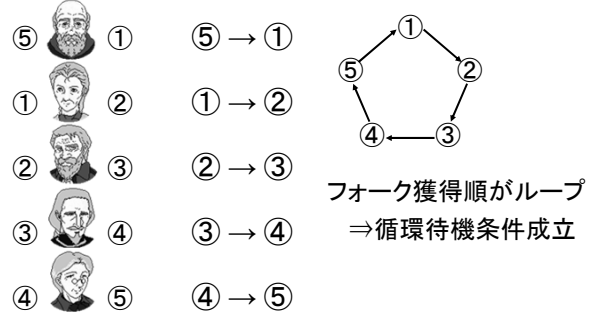 ⑤ ① ⑤→①
① ② ①→②
② ③ ②→③
③ ④ ③→④
④ ⑤ ④→⑤
①
⑤ ②
④ ③
フォーク獲得順がループ
⇒循環待機条件成立